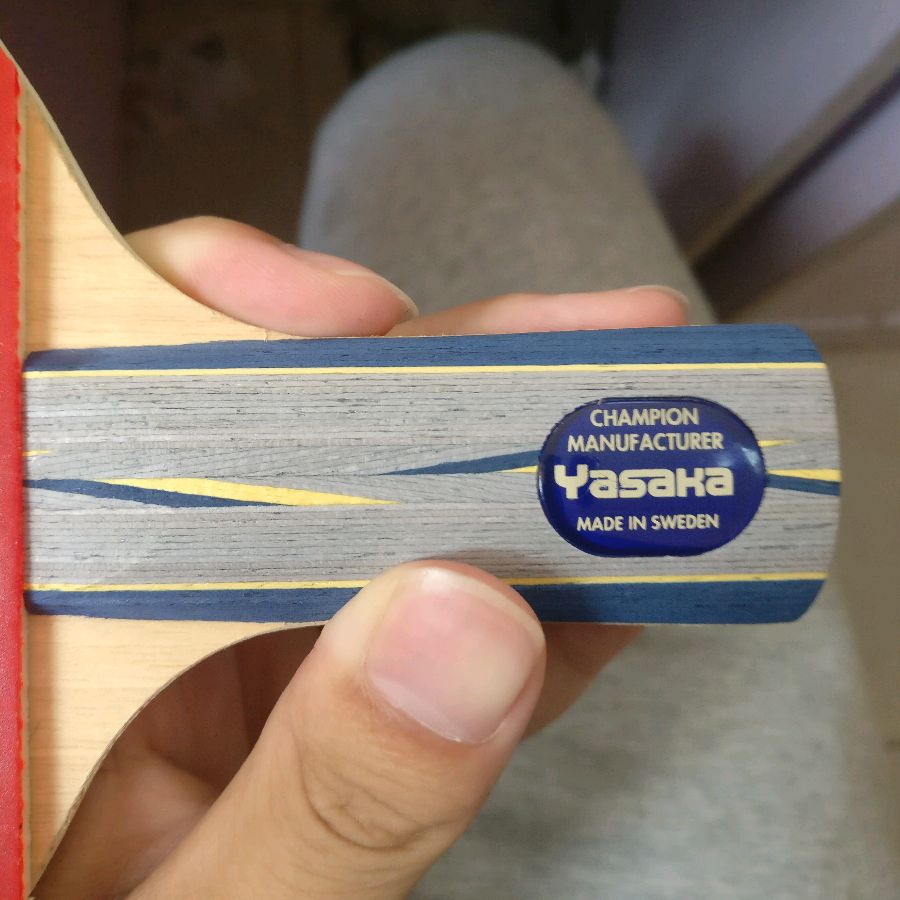 CHAMPION
MANUFACTURER
Yasaka
MADE IN SWEDEN